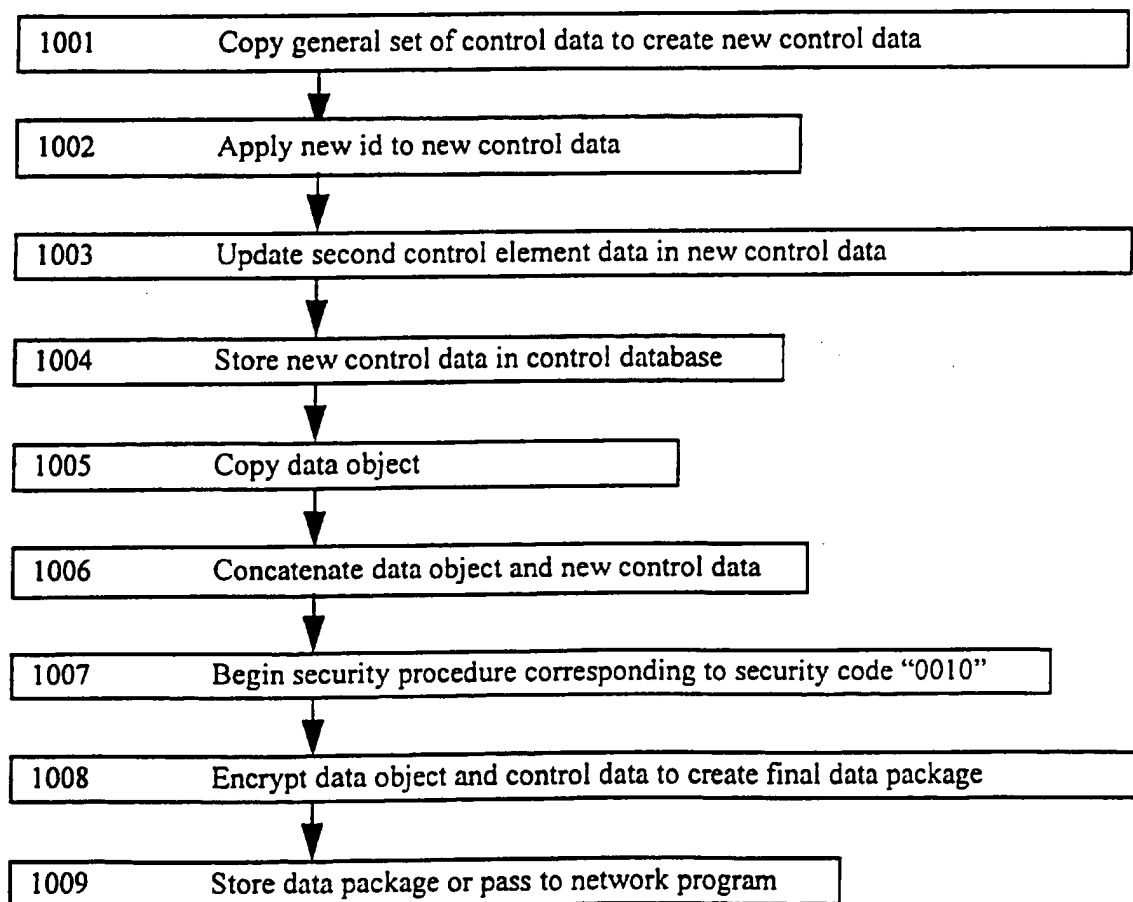 1001 Copy general set of control data to create new control data
1002 Apply new id to new control data
1003 Update second control element data in new control data
1004 Store new control data in control database
1005 Copy data object
1006 Concatenate data object and new control data
1007 Begin security procedure corresponding to security code “0010”
1008 Encrypt data object and control data to create final data package
1009 Store data package or pass to network program